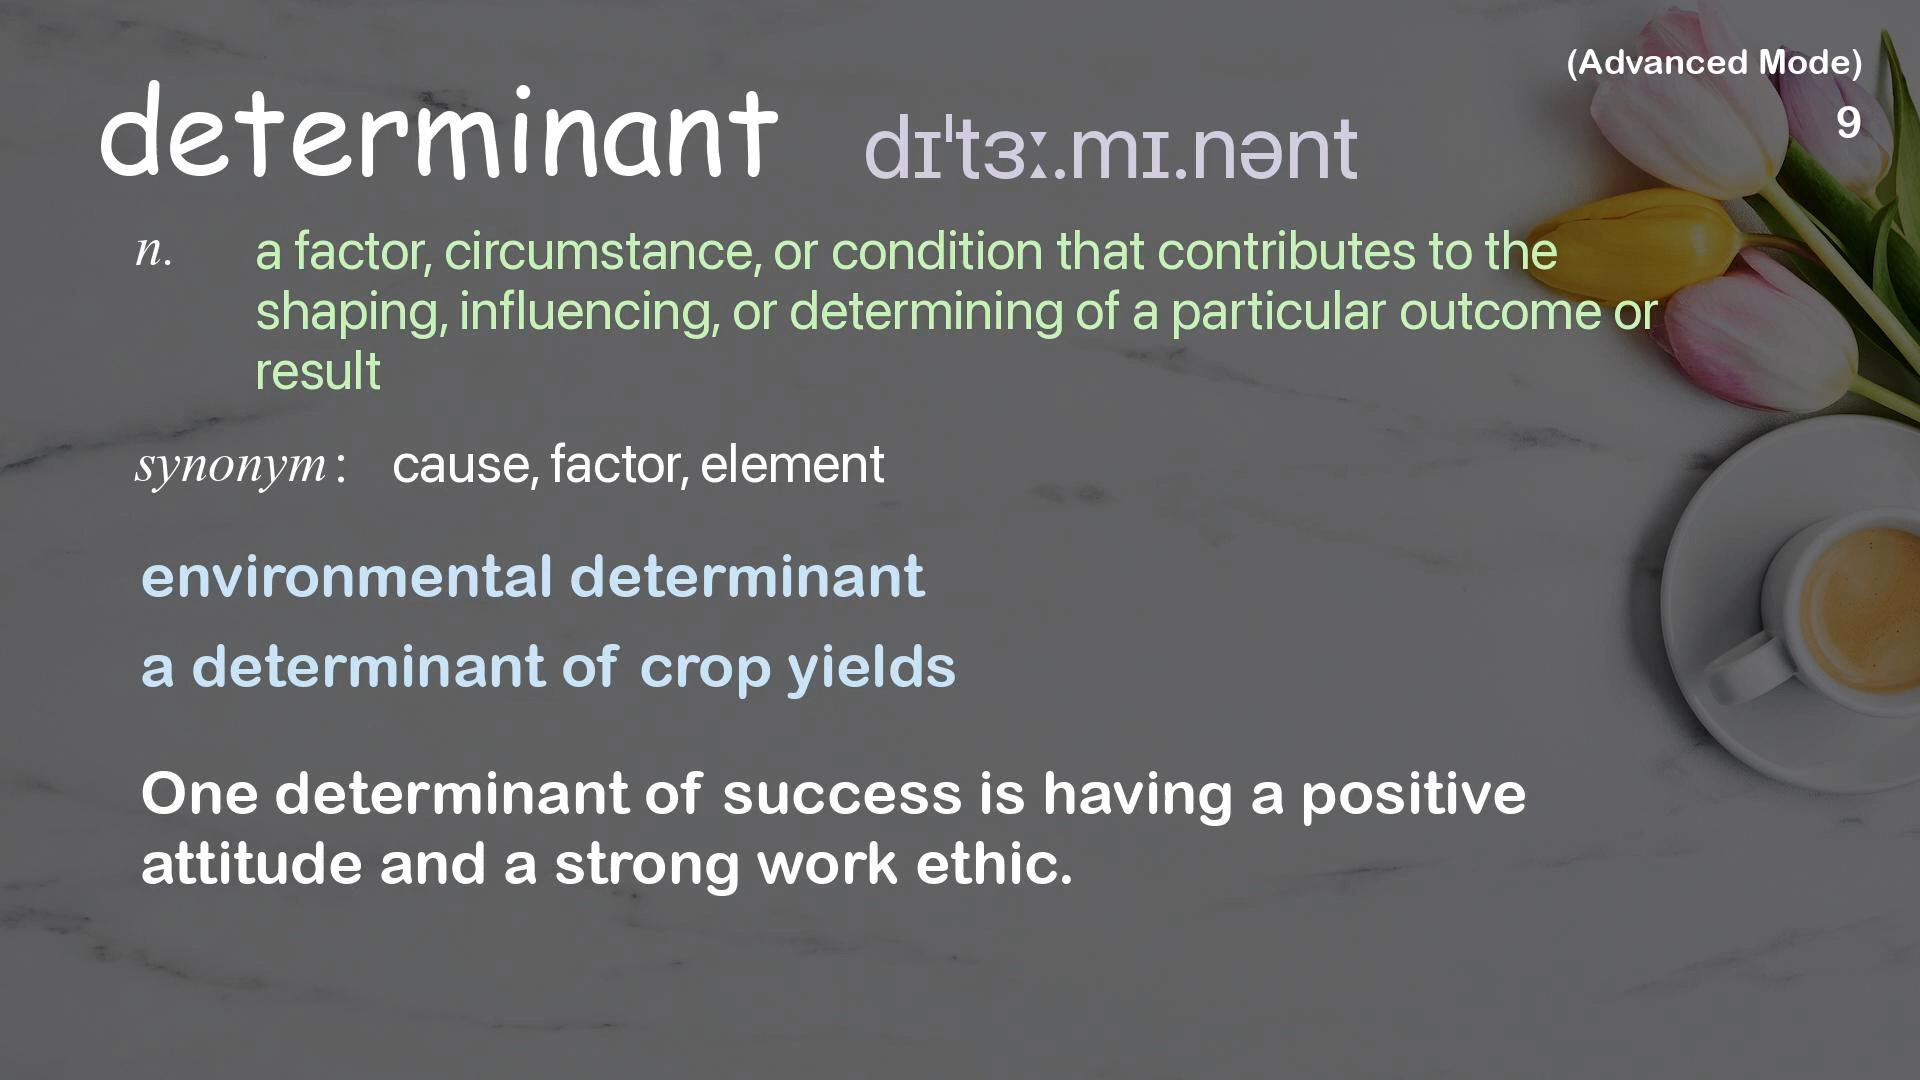 (Advanced Mode)
9
determinant dɪˈtɜː.mɪ.nənt
n. a factor, circumstance, or condition that contributes to the
shaping, influencing, or determining of a particular outcome or
result
synonym: cause, factor, element
environmental determinant
a determinant of crop yields
One determinant of success is having a positive
attitude and a strong work ethic.